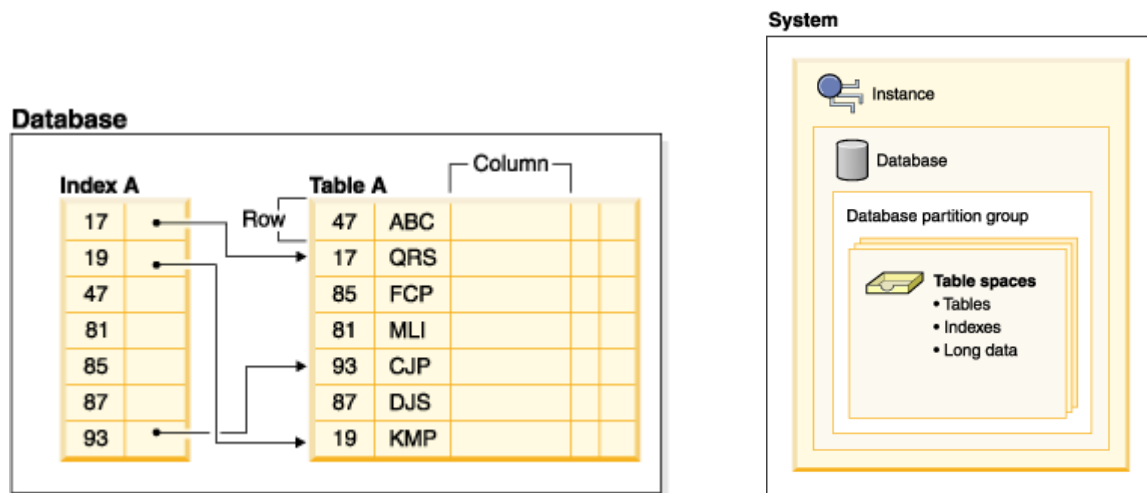 Database
Index A
17
19
47
81
85
87
93
Table A
Column
Row
47 ABC
17 QRS
85 FCP
81 MLI
93 CJP
87 DJS
19 KMP
System
Instance
Database
Database partition group
Table spaces
• Tables
• Indexes
• Long data